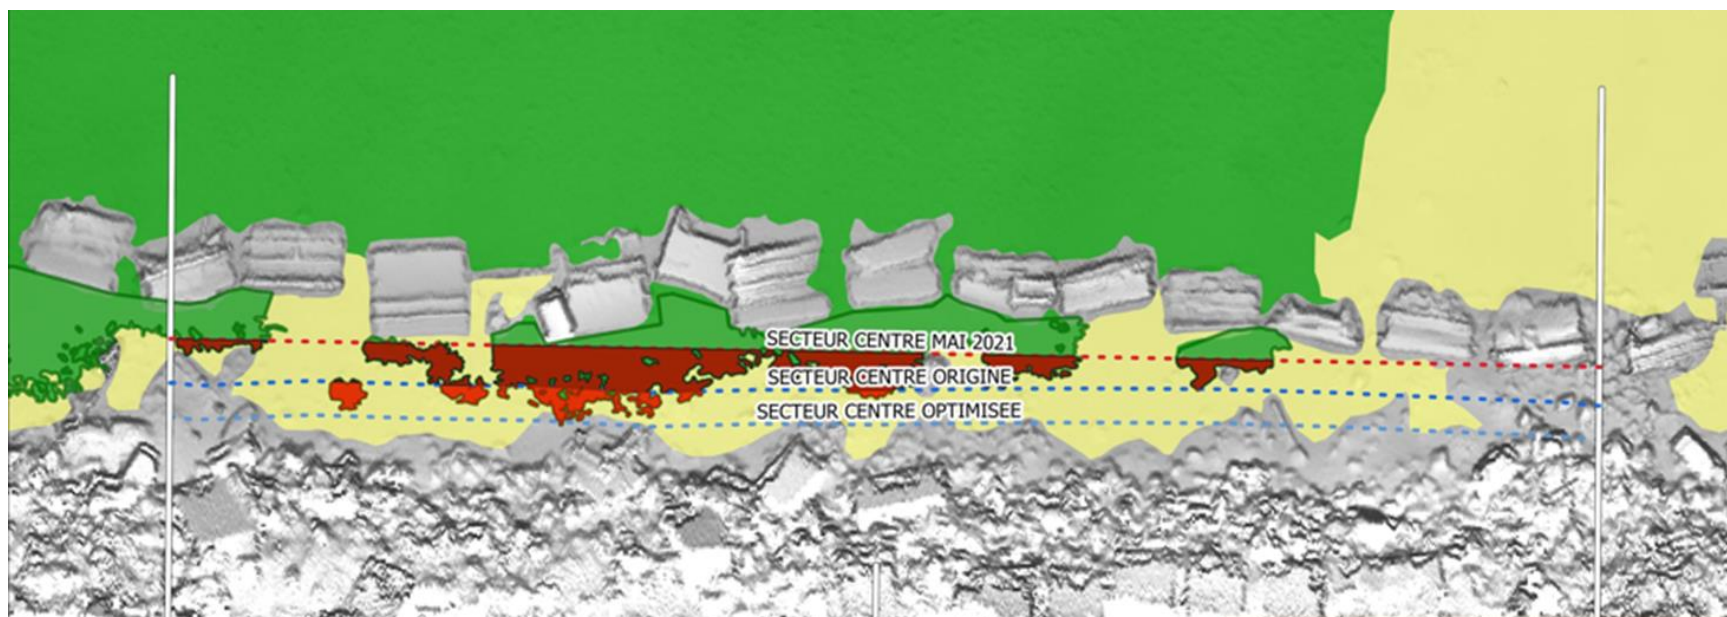 SECTEUR CENTRE MAI 2021
SECTEUR CENTRE ORIGINE
SECTEUR CENTRE OPTIMISEE